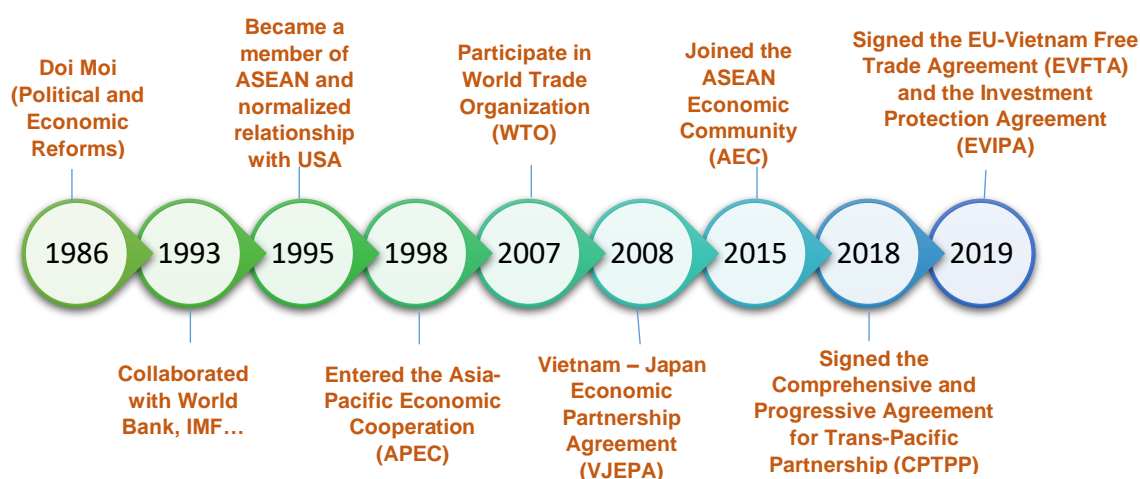 Doi Moi
(Political and
Economic
Reforms)
Became a
member of
ASEAN and
normalized
relationship
with USA
Participate in
World Trade
Organization
(WTO)
Joined the
ASEAN
Economic
Community
(AEC)
Signed the EU-Vietnam Free
Trade Agreement (EVFTA)
and the Investment
Protection Agreement
(EVIPA)
1986
1993
1995
1998
2007
2008
2015
2018
2019
Collaborated
with World
Bank, IMF…
Entered the Asia-
Pacific Economic
Cooperation
(APEC)
Vietnam – Japan
Economic
Partnership
Agreement
(VJEPA)
Signed the
Comprehensive and
Progressive Agreement
for Trans-Pacific
Partnership (CPTPP)